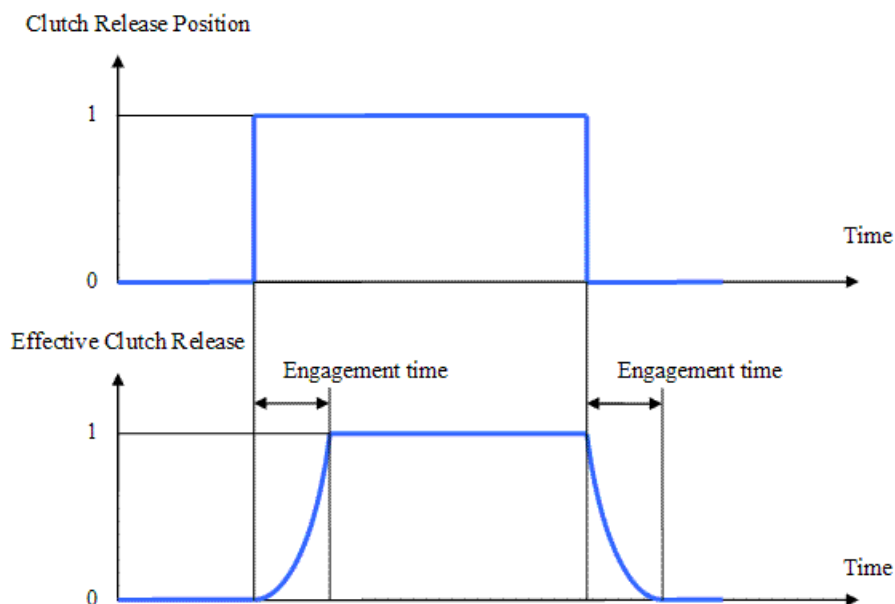 Clutch Release Position
1
Time
0
Effective Clutch Release
Engagement time
Engagement time
1
Time
0